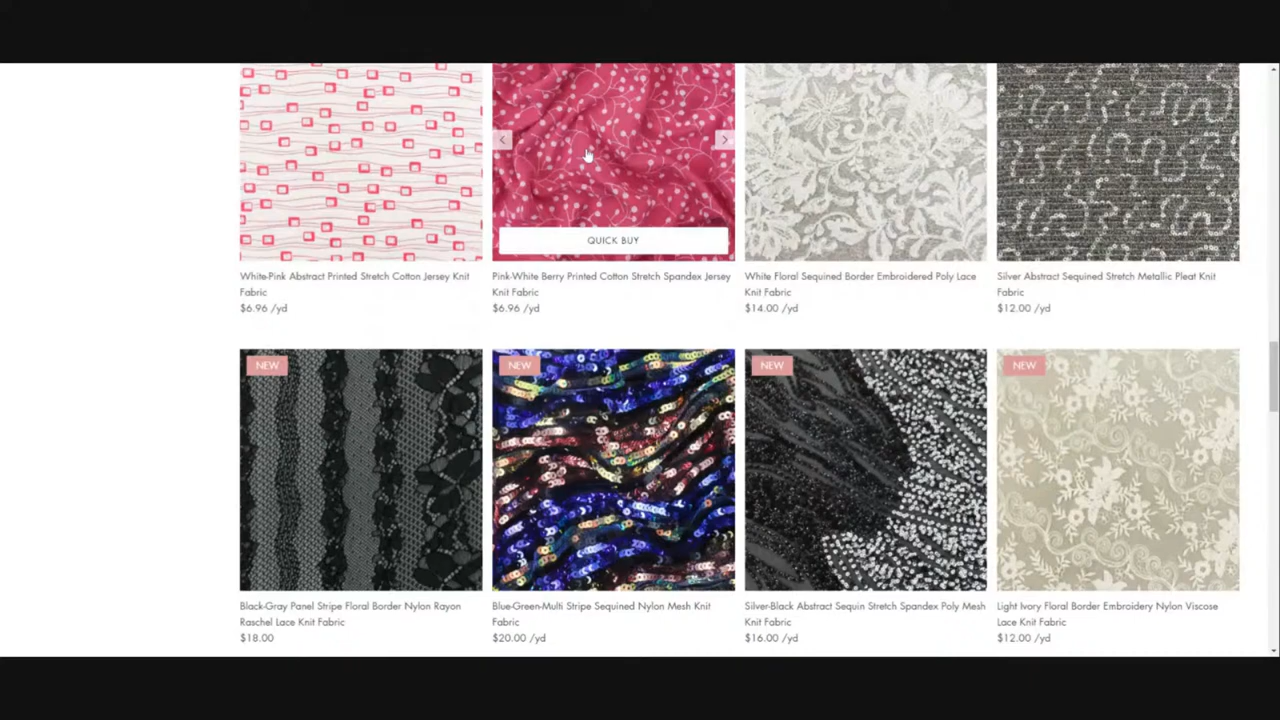 QUICK BUY
White-Pink Abstract Printed Stretch Cotton Jersey Knit
Fabric
$6.96 /yd
Pink-White Berry Printed Cotton Stretch Spandex Jersey
Knit Fabric
$6.96 /yd
White Floral Sequined Border Embroidered Poly Lace
Knit Fabric
$14.00 /yd
Silver Abstract Sequined Stretch Metallic Pleat Knit
Fabric
$12.00 /yd
NEW
NEW
NEW
NEW
Black-Gray Panel Stripe Floral Border Nylon Rayon
Raschel Lace Knit Fabric
$18.00
Blue-Green-Multi Stripe Sequined Nylon Mesh Knit
Fabric
$20.00 /yd
Silver-Black Abstract Sequin Stretch Spandex Poly Mesh
Knit Fabric
$16.00 /yd
Light Ivory Floral Border Embroidery Nylon Viscose
Lace Knit Fabric
$12.00 /yd